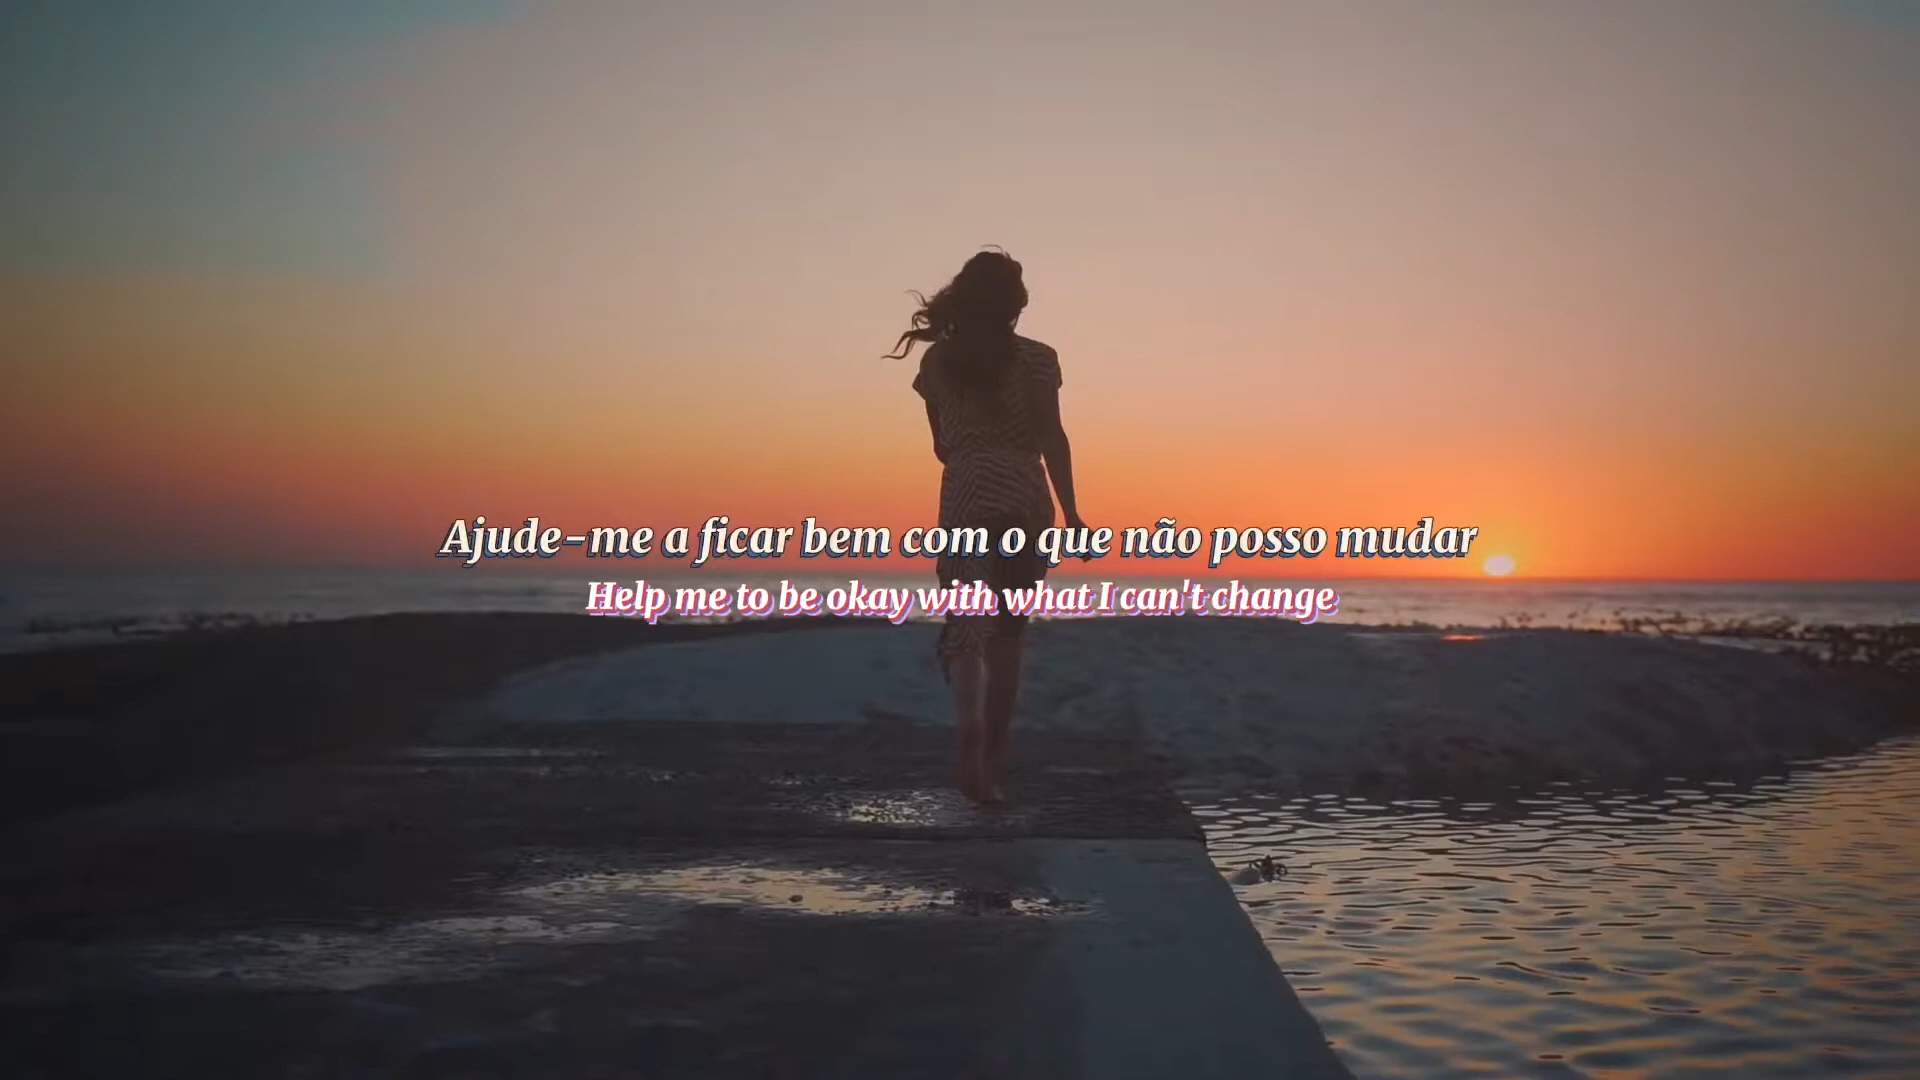 Ajude-me a ficar bem com o que não posso mudar
Help me to be okay with what I can't change